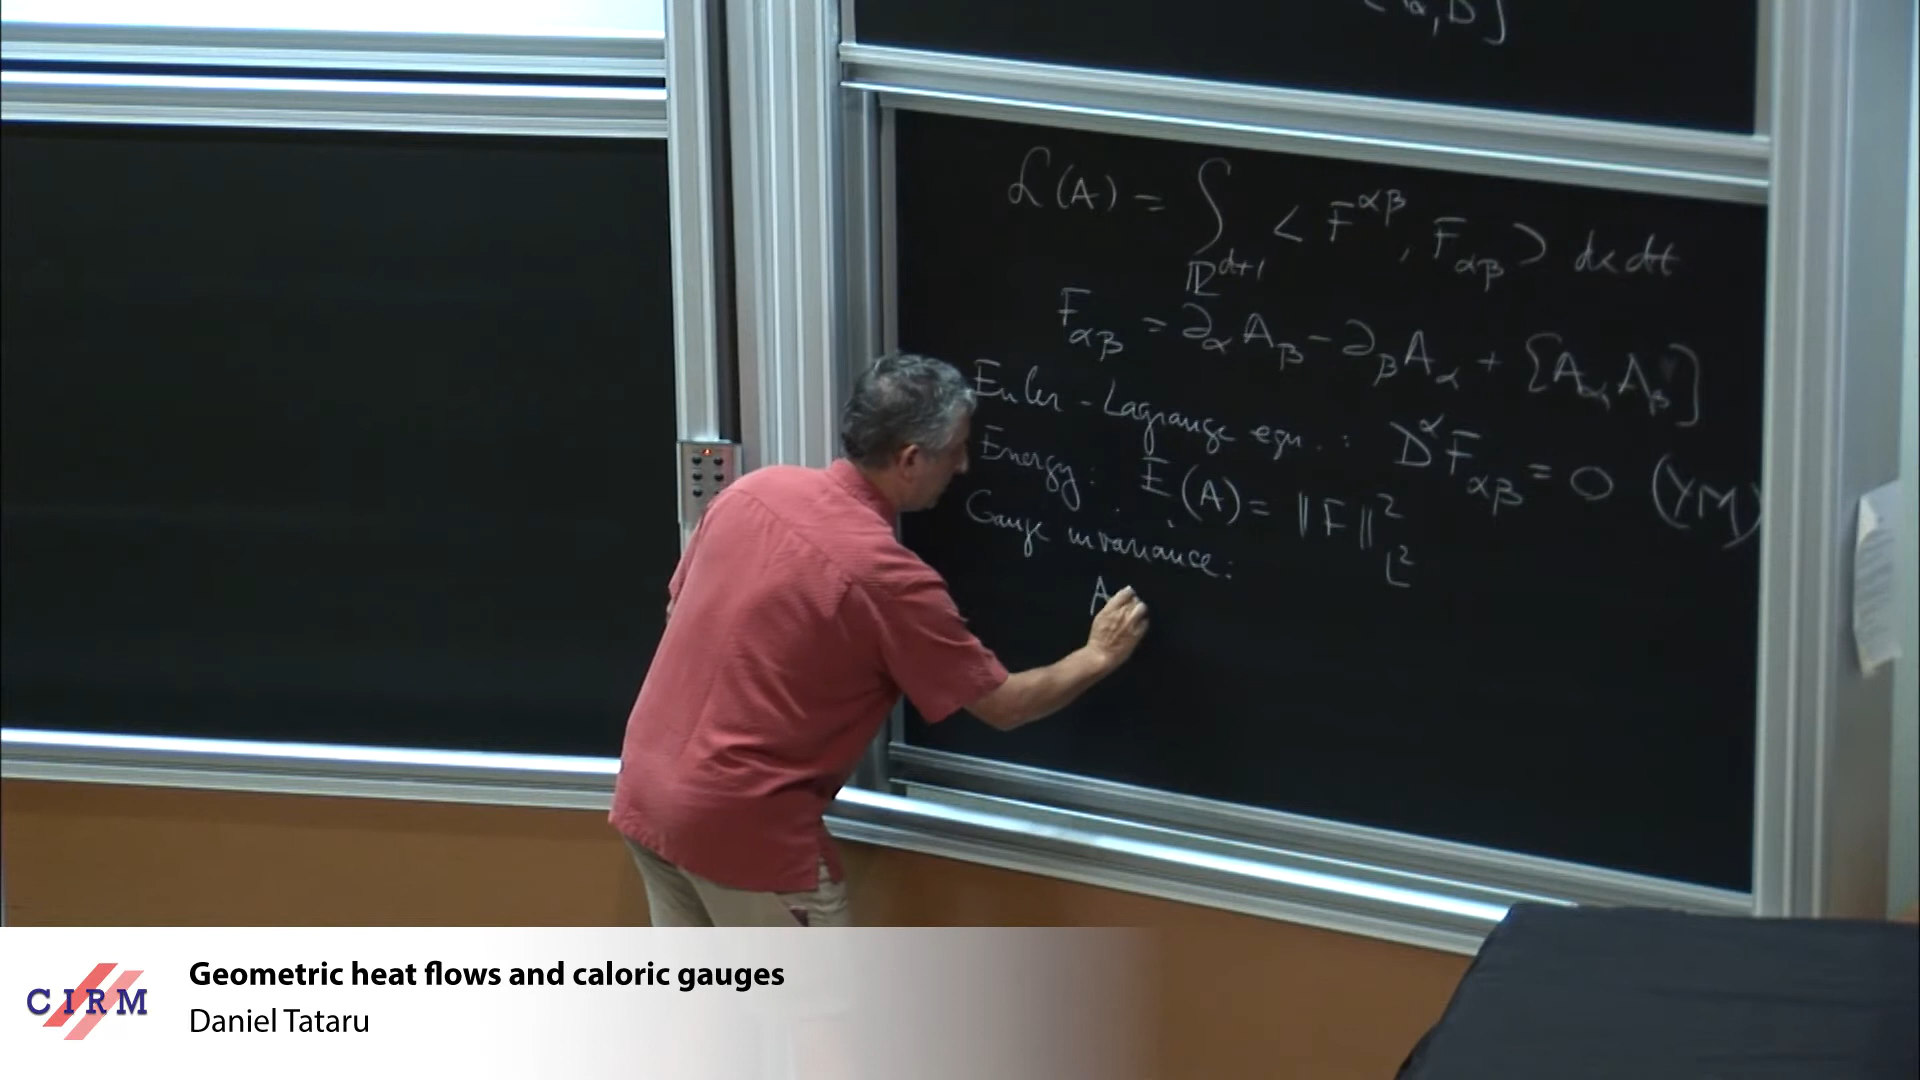 α, D]
L(A) = ∫_{ℝ^{d+1}} < F^{αβ}, F_{αβ} > dx dt
F_{αβ} = ∂_α A_β - ∂_β A_α + [A_α, A_β]
Euler - Lagrange eqn. : D^α F_{αβ} = 0 (YM)
Energy : E(A) = ‖F‖²_{L²}
Gauge invariance :
A
CIRM
Geometric heat flows and caloric gauges
Daniel Tataru